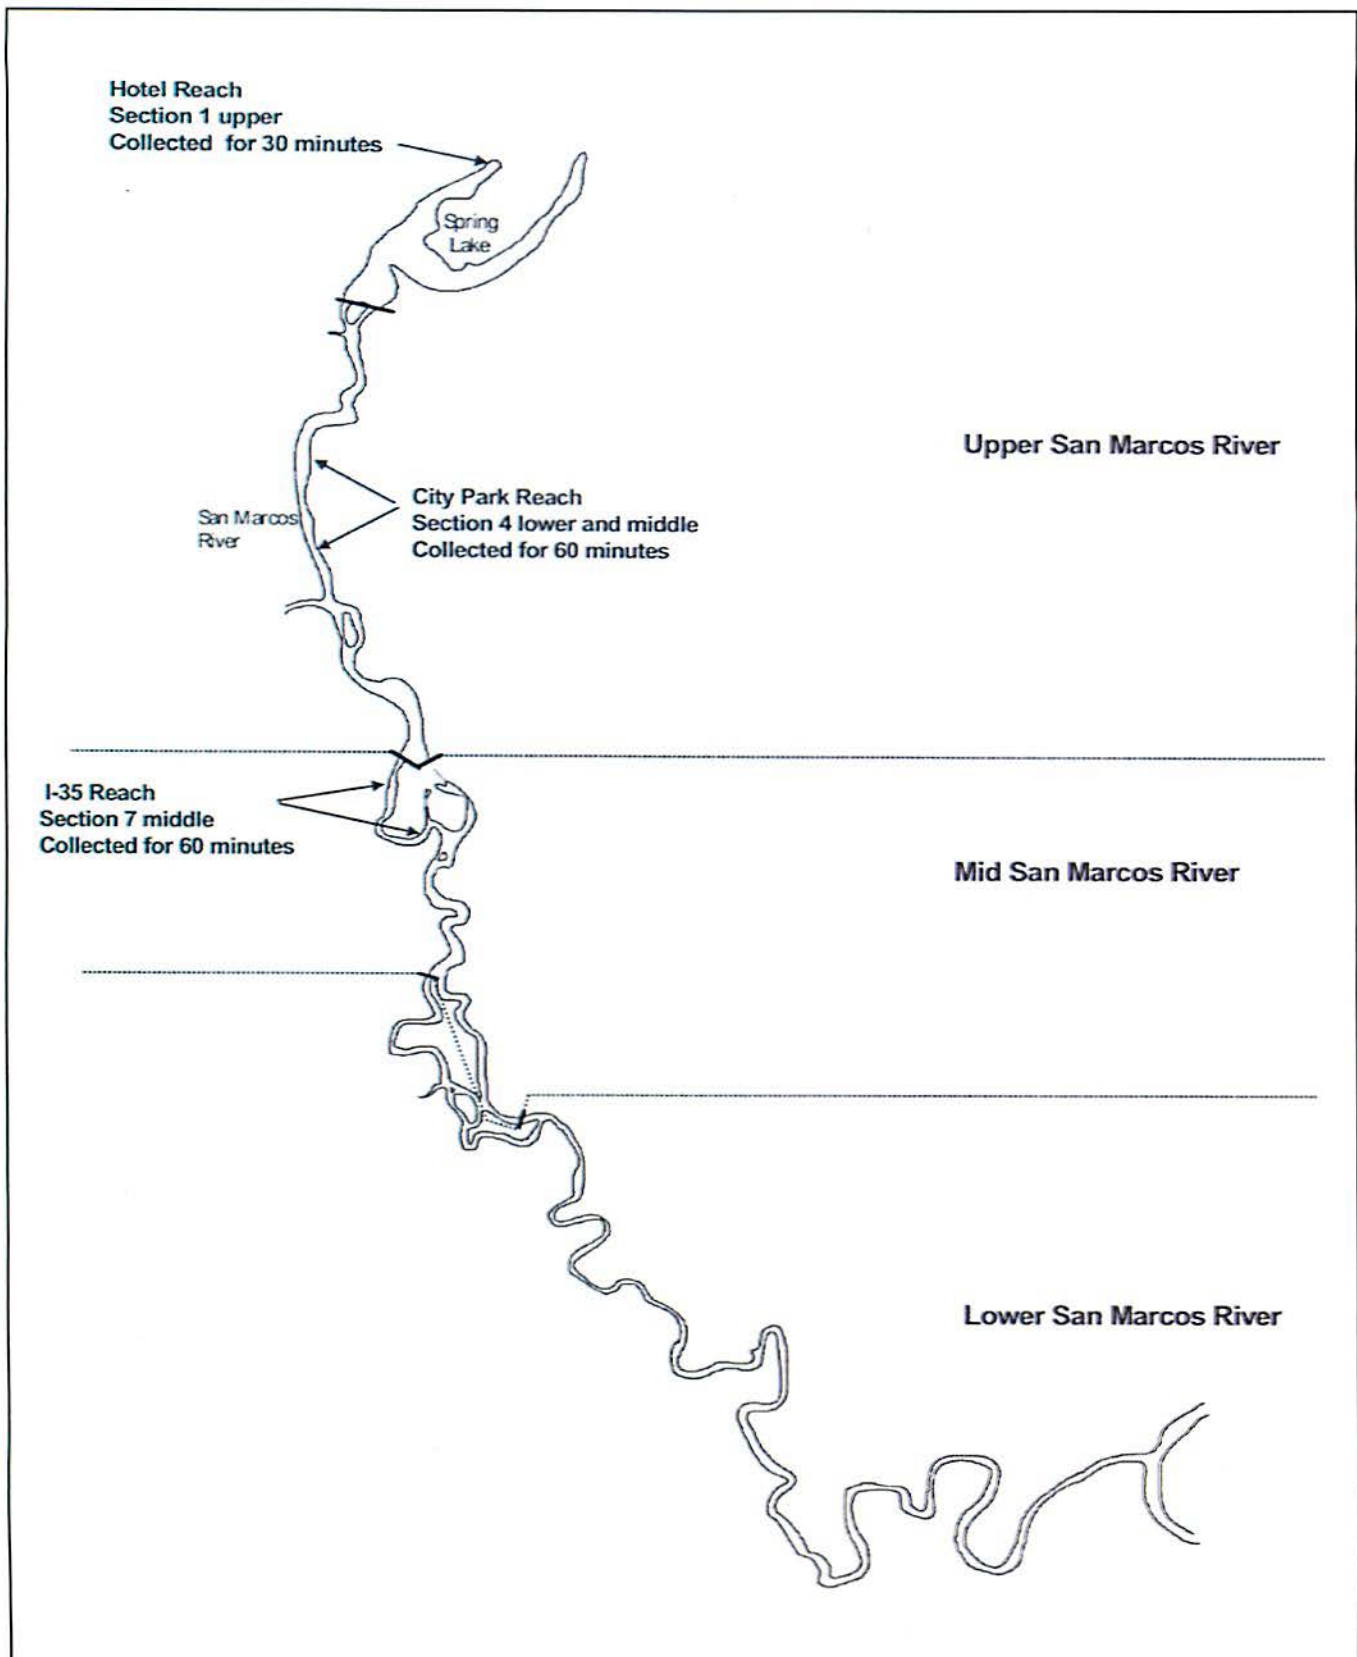 Hotel Reach
Section 1 upper
Collected for 30 minutes
Spring
Lake
Upper San Marcos River
City Park Reach
Section 4 lower and middle
Collected for 60 minutes
San Marcos
River
I-35 Reach
Section 7 middle
Collected for 60 minutes
Mid San Marcos River
Lower San Marcos River